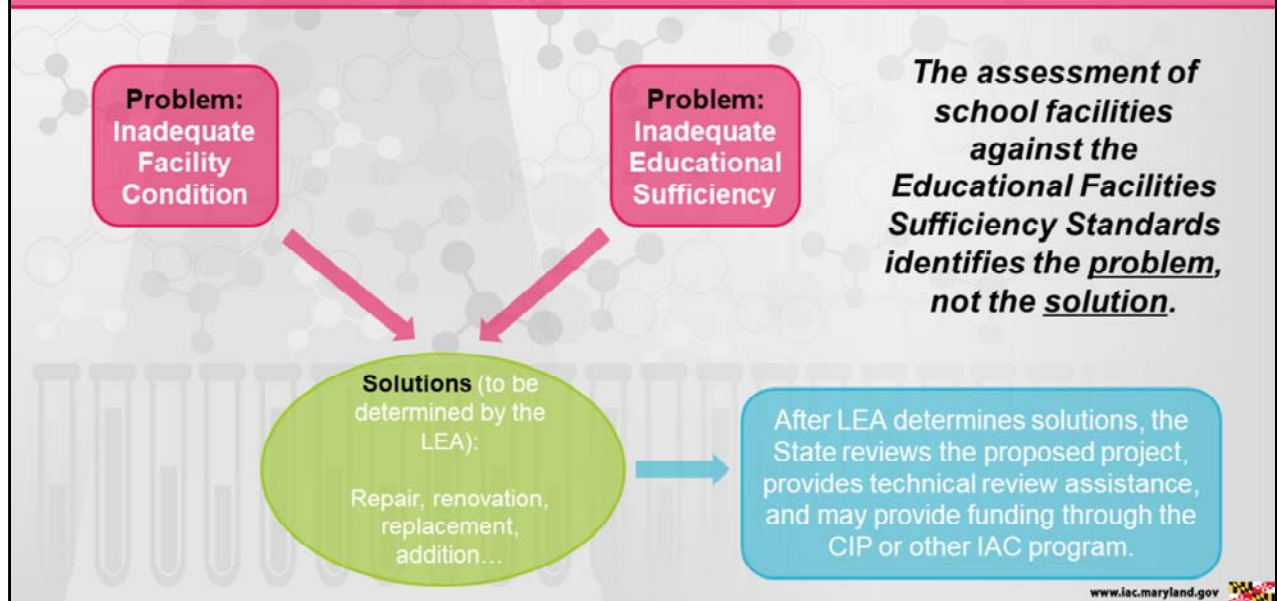 Problem:
Inadequate
Facility
Condition
Problem:
Inadequate
Educational
Sufficiency
The assessment of
school facilities
against the
Educational Facilities
Sufficiency Standards
identifies the problem,
not the solution.
Solutions (to be
determined by the
LEA):
Repair, renovation,
replacement,
addition…
After LEA determines solutions, the
State reviews the proposed project,
provides technical review assistance,
and may provide funding through the
CIP or other IAC program.
www.iac.maryland.gov